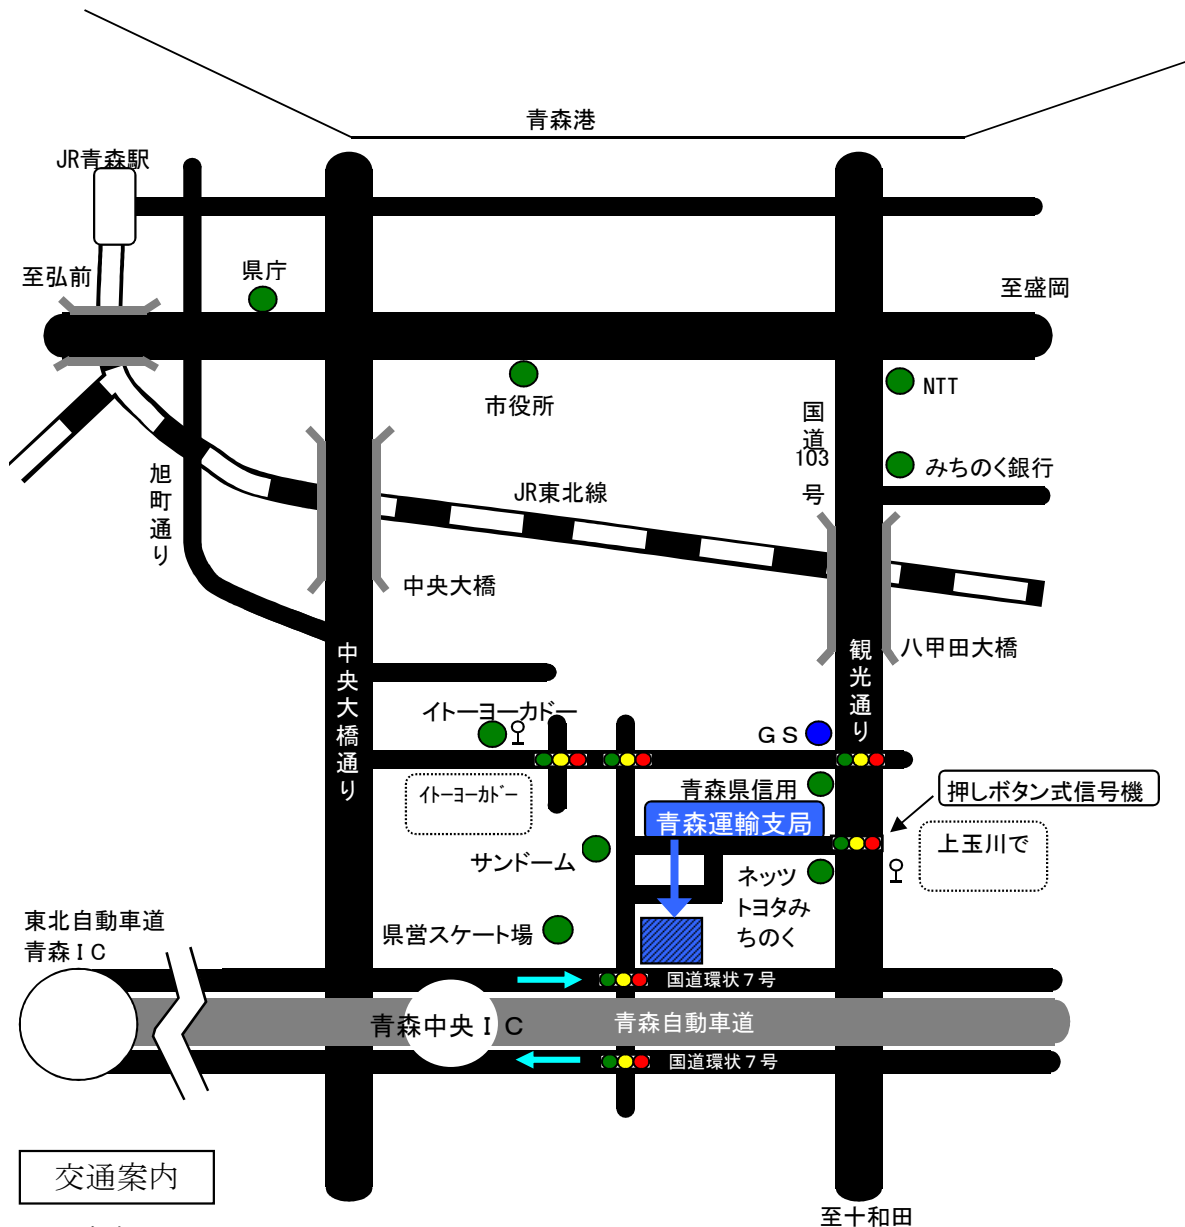 青森港
JR青森駅
至弘前
県庁
至盛岡
市役所
NTT
国道
103
号
みちのく銀行
旭町通り
JR東北線
中央大橋
八甲田大橋
中央大橋通り
観光通り
イトーヨーカドー
GS
青森県信用
押しボタン式信号機
イトーヨーカドー
青森運輸支局
上玉川で
サンドーム
ネッツ
トヨタみ
ちのく
県営スケート場
東北自動車道
青森IC
国道環状7号
青森中央IC
青森自動車道
国道環状7号
交通案内
至十和田